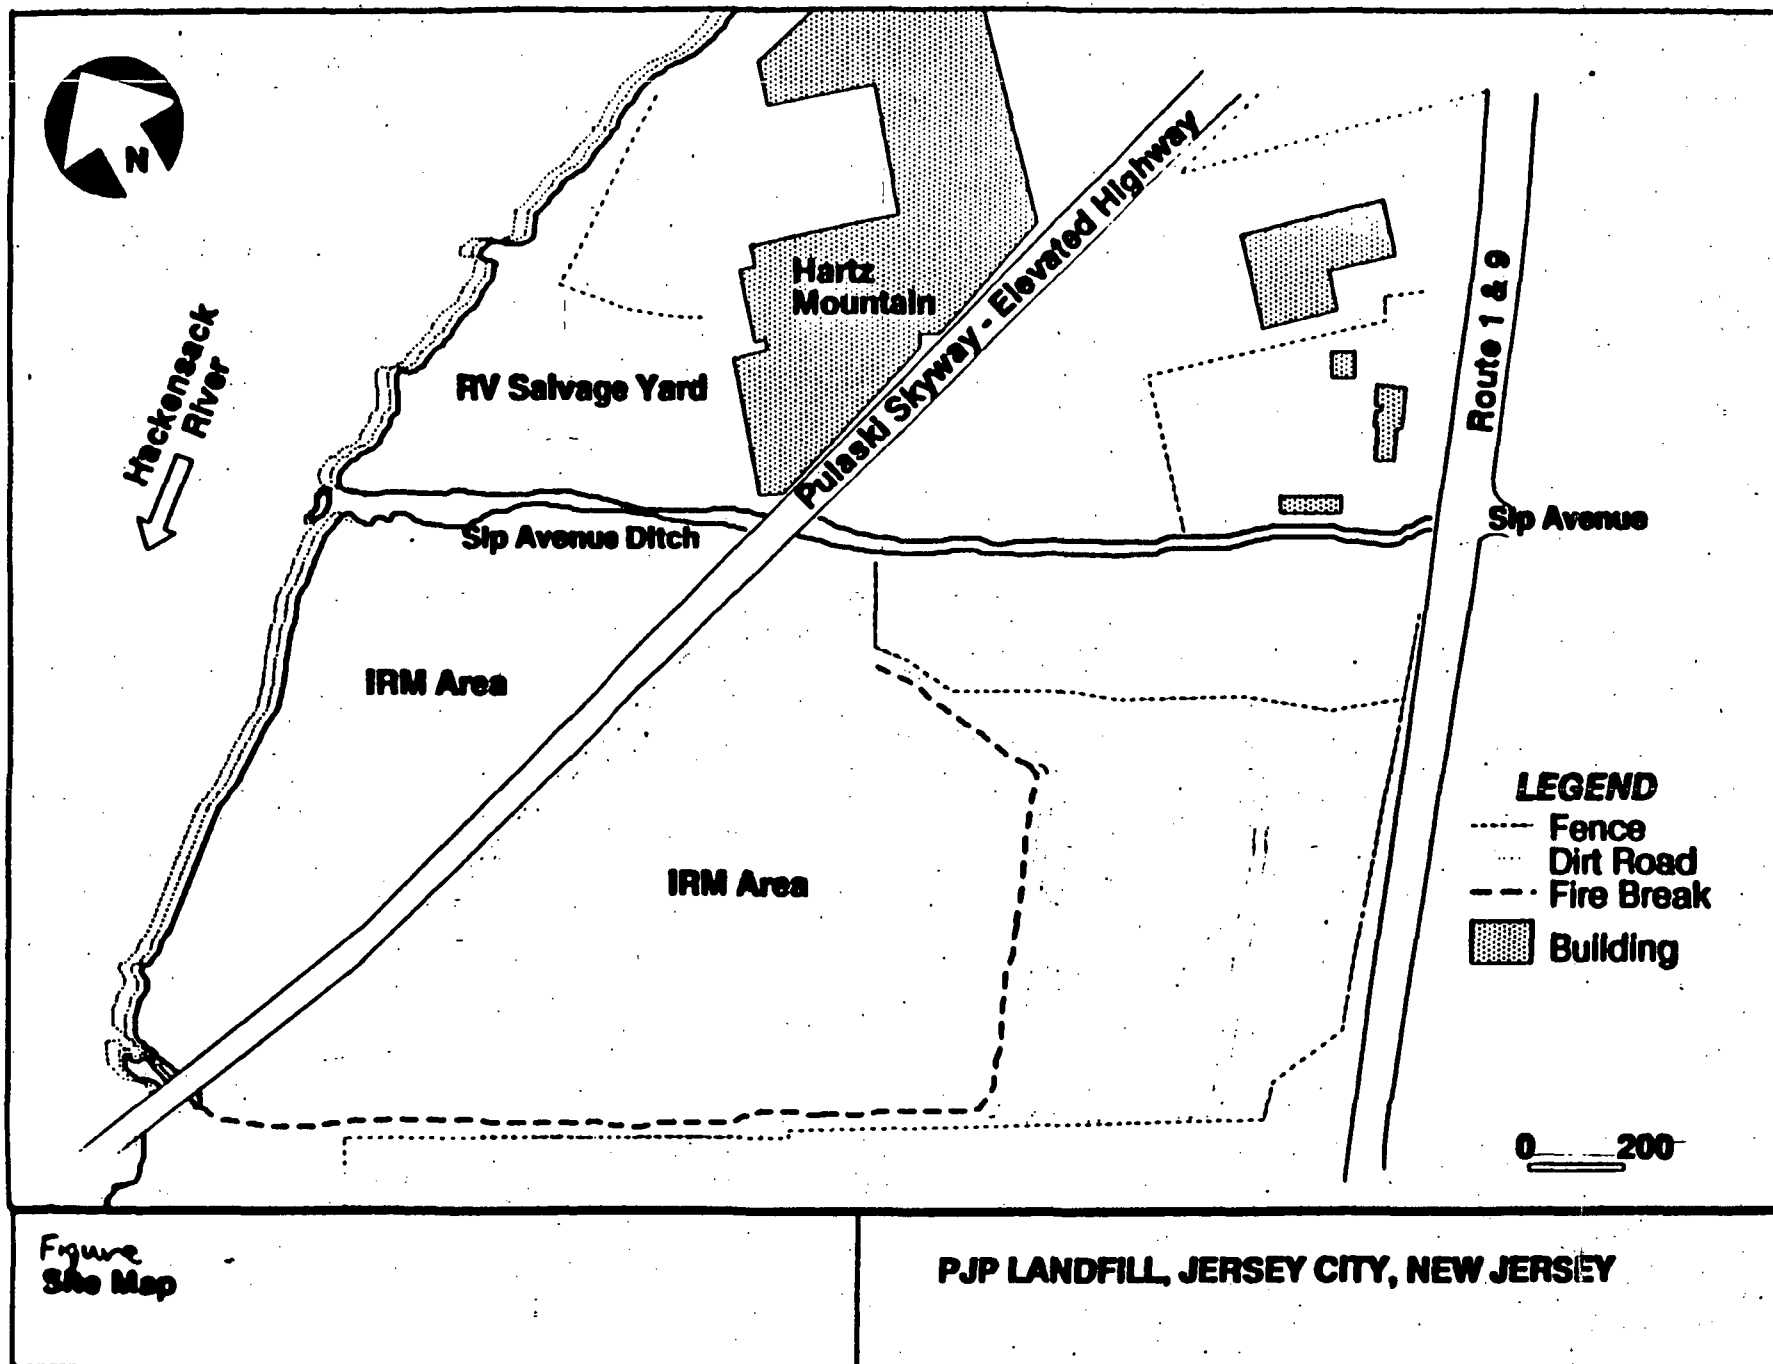 N
Hartz
Mountain
Pulaski Skyway - Elevated Highway
Route 1 & 9
Hackensack
River
RV Salvage Yard
Sip Avenue Ditch
Sip Avenue
IRM Area
IRM Area
LEGEND
Fence
Dirt Road
Fire Break
Building
0 200
Figure
Site Map
PJP LANDFILL, JERSEY CITY, NEW JERSEY